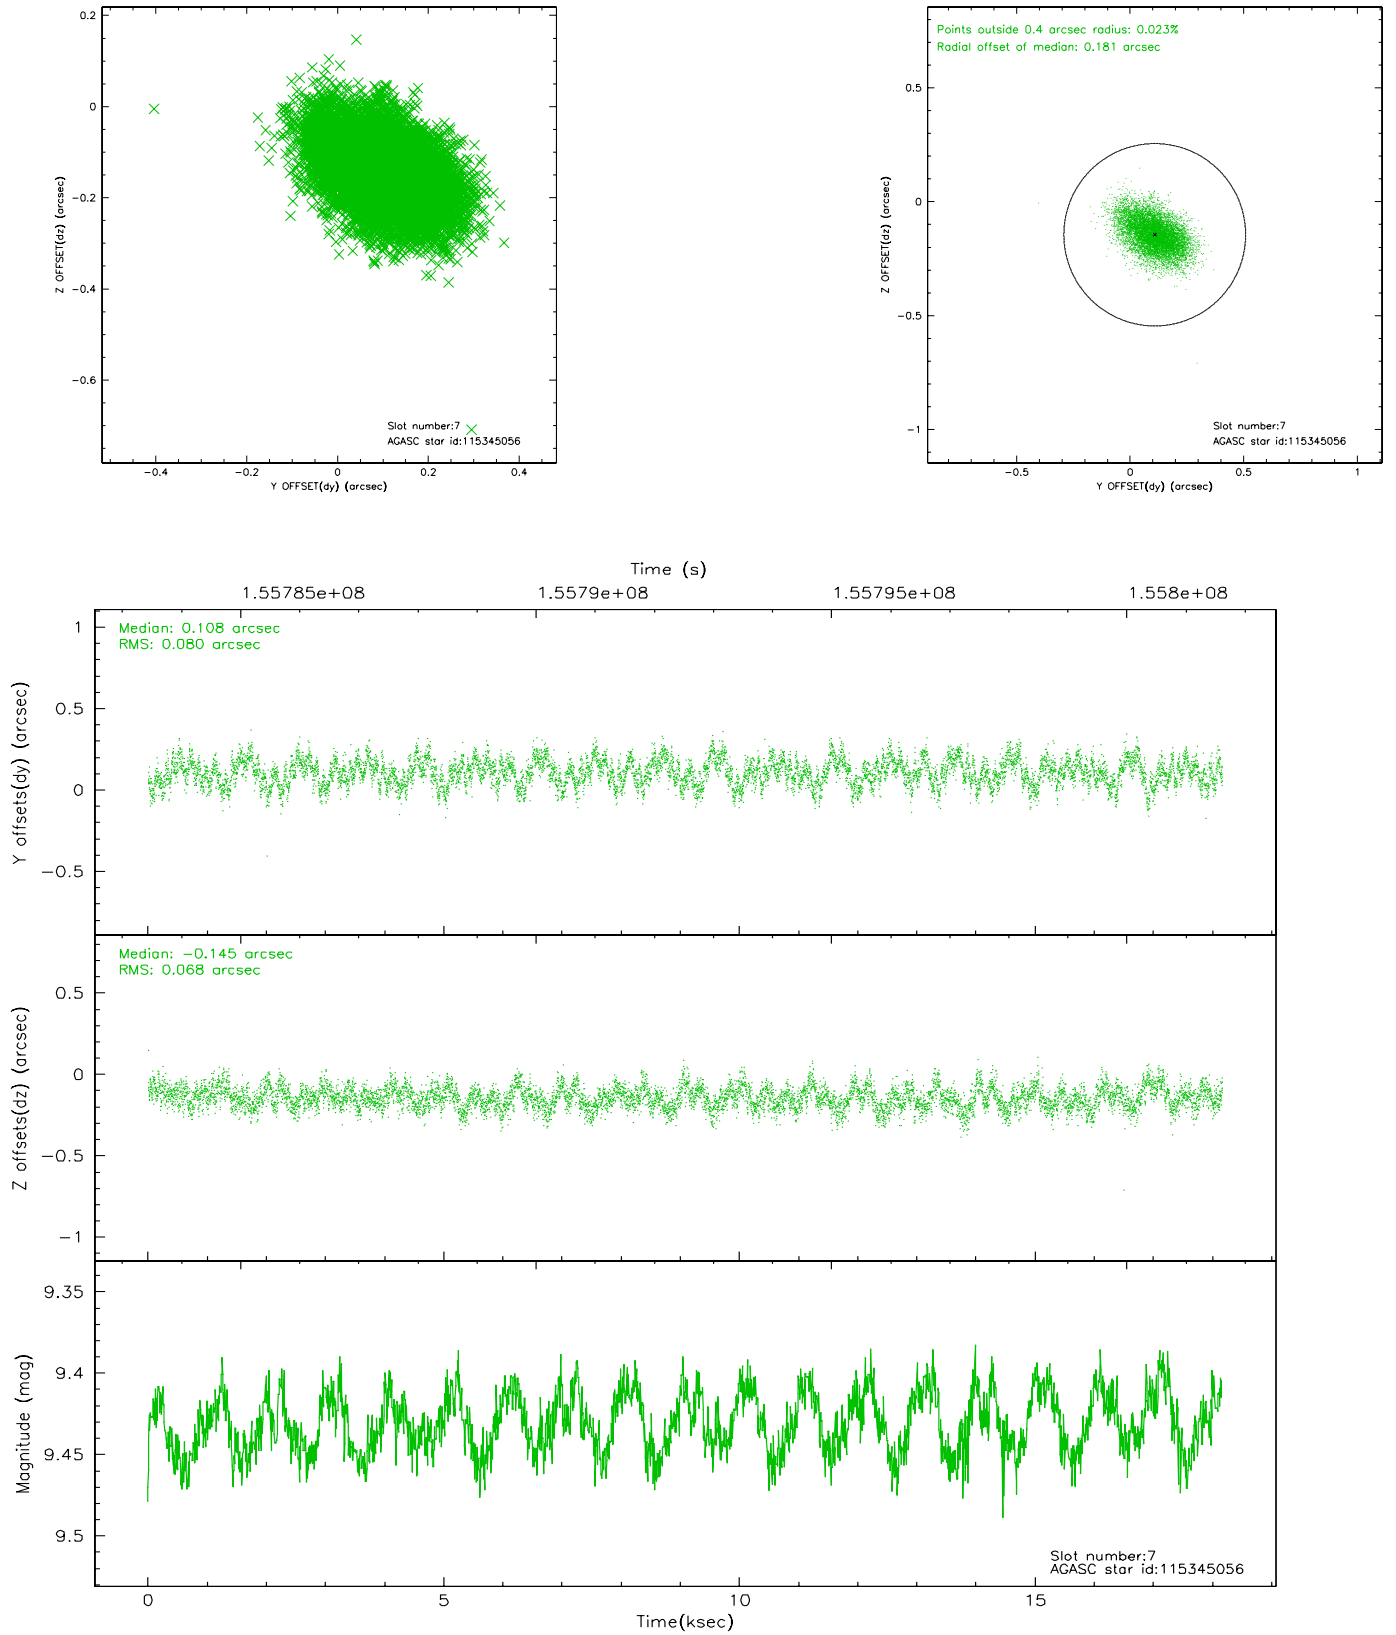 0.2
0
−0.2
−0.4
−0.6
Z OFFSET(dz) (arcsec)
Slot number:7
AGASC star id:115345056
−0.4 −0.2 0 0.2 0.4
Y OFFSET(dy) (arcsec)
Points outside 0.4 arcsec radius: 0.023%
Radial offset of median: 0.181 arcsec
0.5
0
−0.5
−1
Z OFFSET(dz) (arcsec)
Slot number:7
AGASC star id:115345056
−0.5 0 0.5 1
Y OFFSET(dy) (arcsec)
Time (s)
1.55785e+08 1.5579e+08 1.55795e+08 1.558e+08
Median: 0.108 arcsec
RMS: 0.080 arcsec
1
0.5
0
−0.5
Y offsets(dy) (arcsec)
Median: −0.145 arcsec
RMS: 0.068 arcsec
0.5
0
−0.5
−1
Z offsets(dz) (arcsec)
9.35
9.4
9.45
9.5
Magnitude (mag)
Slot number:7
AGASC star id:115345056
0 5 10 15
Time(ksec)